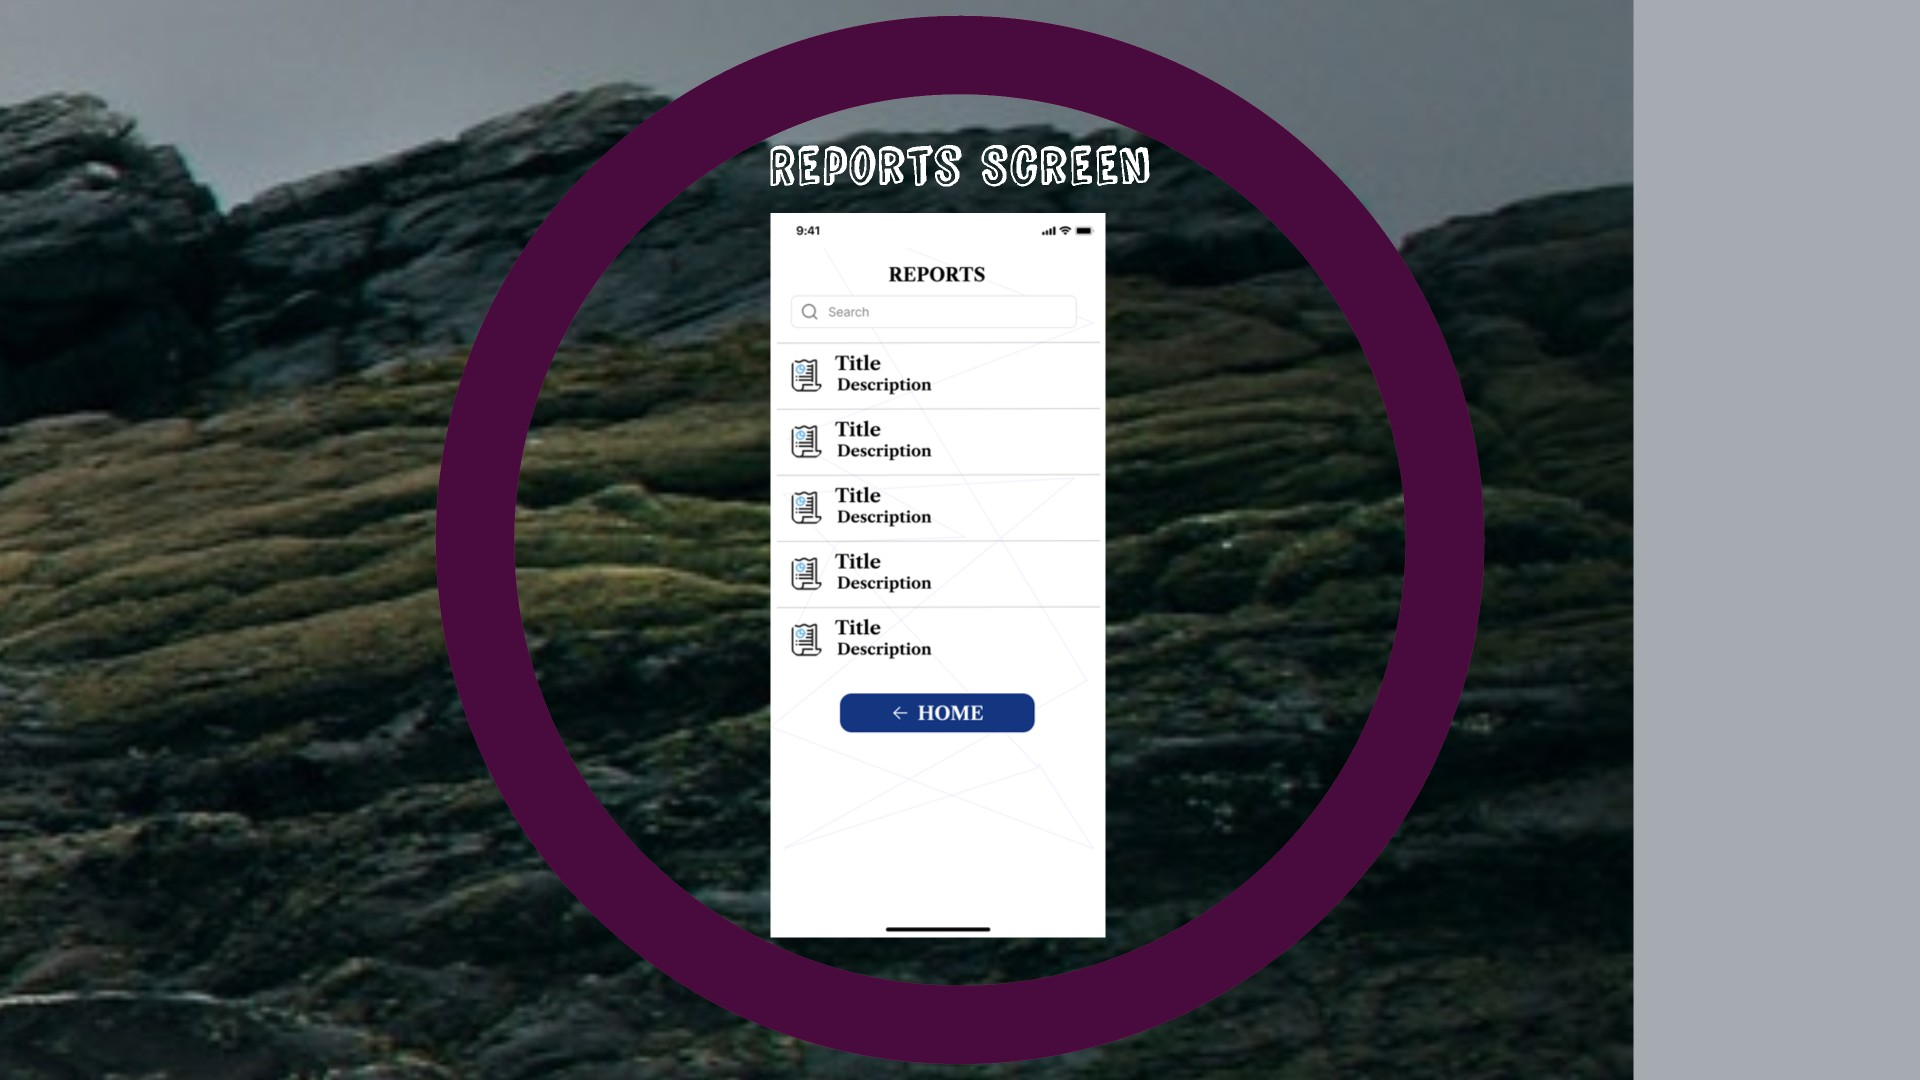 REPORTS SCREEN
9:41
REPORTS
Search
Title
Description
Title
Description
Title
Description
Title
Description
Title
Description
← HOME